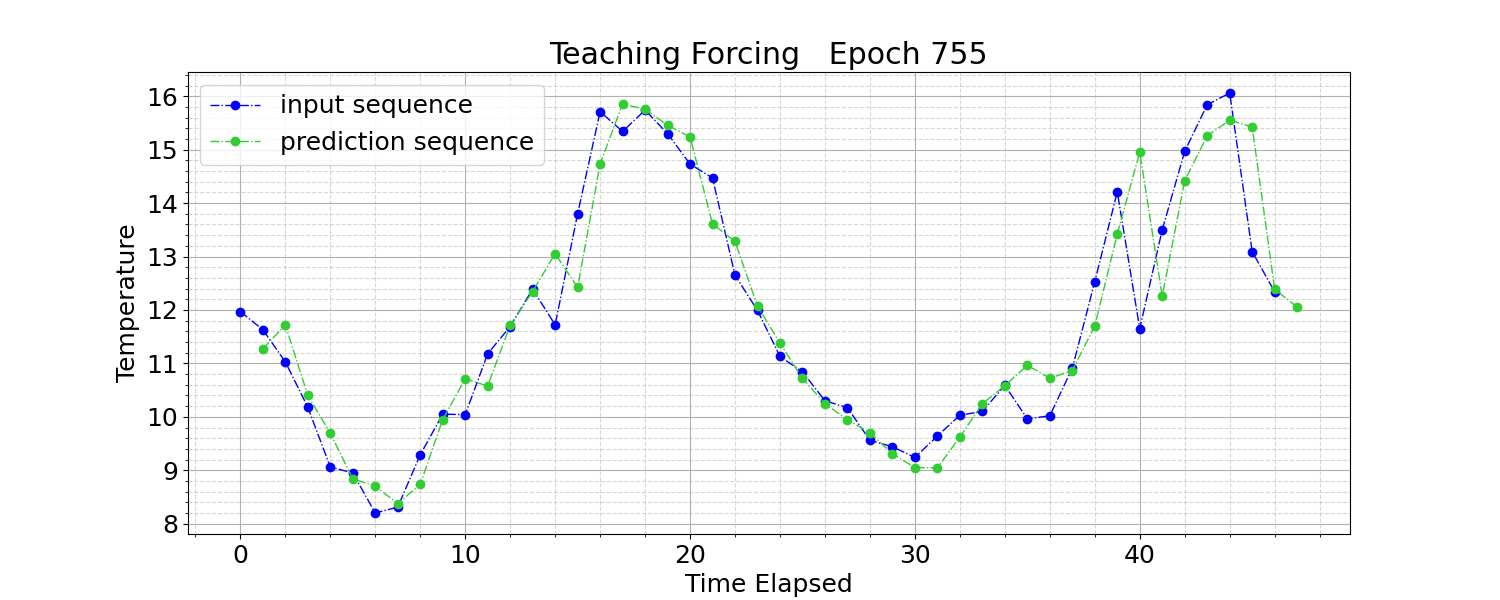 Teaching Forcing   Epoch 755
input sequence
prediction sequence
16
15
14
13
12
11
10
9
8
Temperature
0 10 20 30 40
Time Elapsed